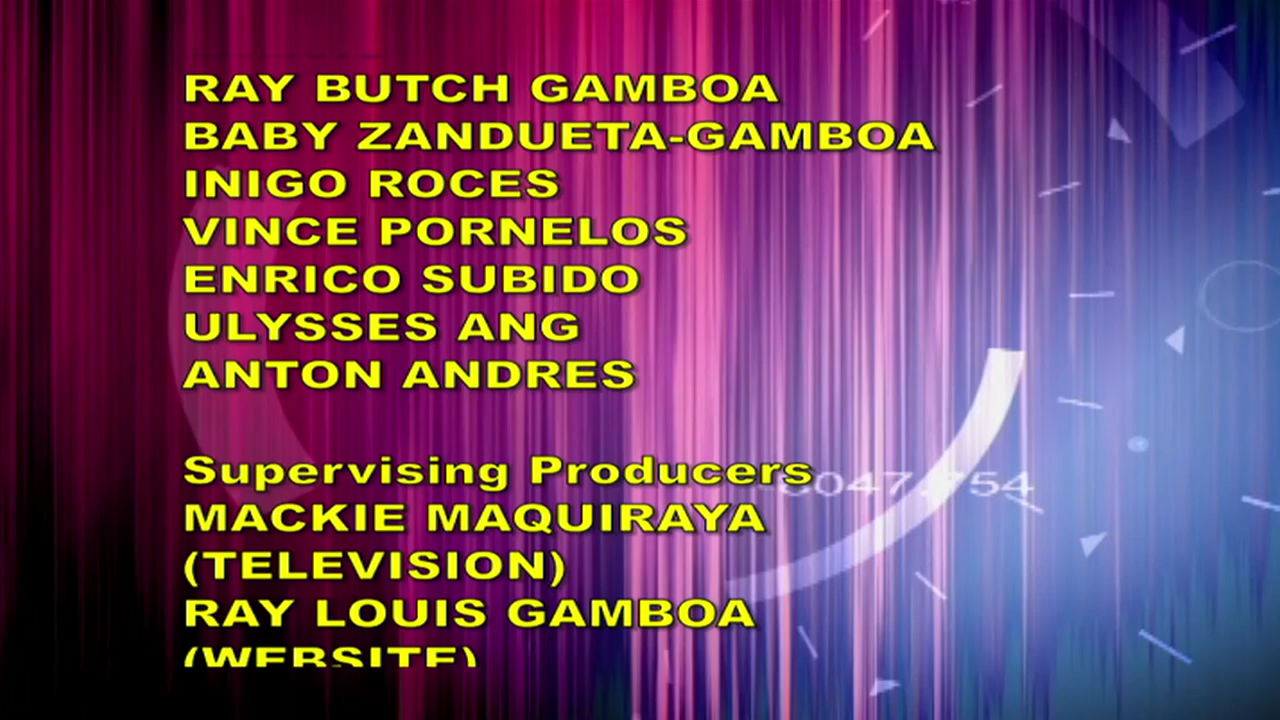 RAY BUTCH GAMBOA
BABY ZANDUETA-GAMBOA
INIGO ROCES
VINCE PORNELOS
ENRICO SUBIDO
ULYSSES ANG
ANTON ANDRES
Supervising Producers
MACKIE MAQUIRAYA
(TELEVISION)
RAY LOUIS GAMBOA
(WEBSITE)